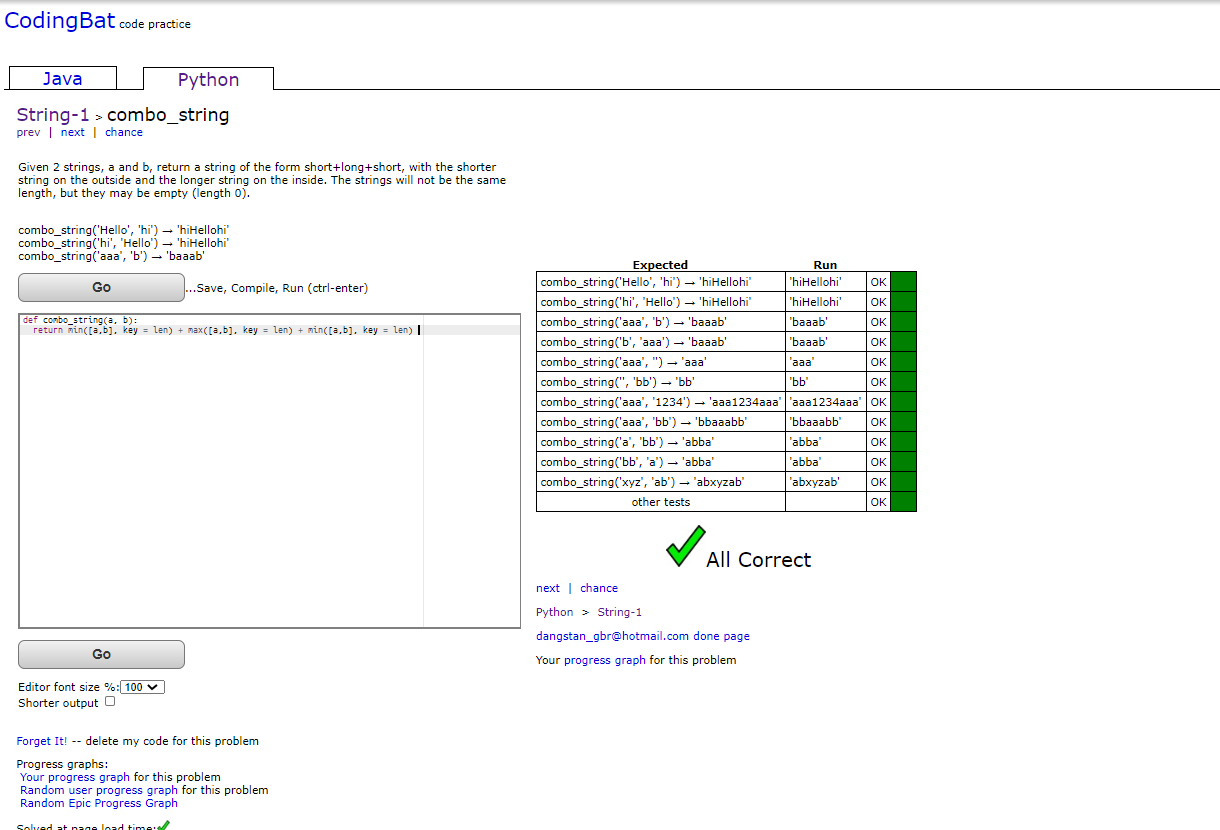 CodingBat code practice
Java
Python
String-1 > combo_string
prev | next | chance
Given 2 strings, a and b, return a string of the form short+long+short, with the shorter
string on the outside and the longer string on the inside. The strings will not be the same
length, but they may be empty (length 0).
combo_string('Hello', 'hi') → 'hiHellohi'
combo_string('hi', 'Hello') → 'hiHellohi'
combo_string('aaa', 'b') → 'baaab'
Go
...Save, Compile, Run (ctrl-enter)
def combo_string(a, b):
return min([a,b], key = len) + max([a,b], key = len) + min([a,b], key = len)
Go
Editor font size %: 100
Shorter output
Forget It! -- delete my code for this problem
Progress graphs:
Your progress graph for this problem
Random user progress graph for this problem
Random Epic Progress Graph
Solved at page load time:
Expected Run
combo_string('Hello', 'hi') → 'hiHellohi' 'hiHellohi' OK
combo_string('hi', 'Hello') → 'hiHellohi' 'hiHellohi' OK
combo_string('aaa', 'b') → 'baaab' 'baaab' OK
combo_string('b', 'aaa') → 'baaab' 'baaab' OK
combo_string('aaa', '') → 'aaa' 'aaa' OK
combo_string('', 'bb') → 'bb' 'bb' OK
combo_string('aaa', '1234') → 'aaa1234aaa' 'aaa1234aaa' OK
combo_string('aaa', 'bb') → 'bbaaabb' 'bbaaabb' OK
combo_string('a', 'bb') → 'abba' 'abba' OK
combo_string('bb', 'a') → 'abba' 'abba' OK
combo_string('xyz', 'ab') → 'abxyzab' 'abxyzab' OK
other tests OK
All Correct
next | chance
Python > String-1
dangstan_gbr@hotmail.com done page
Your progress graph for this problem